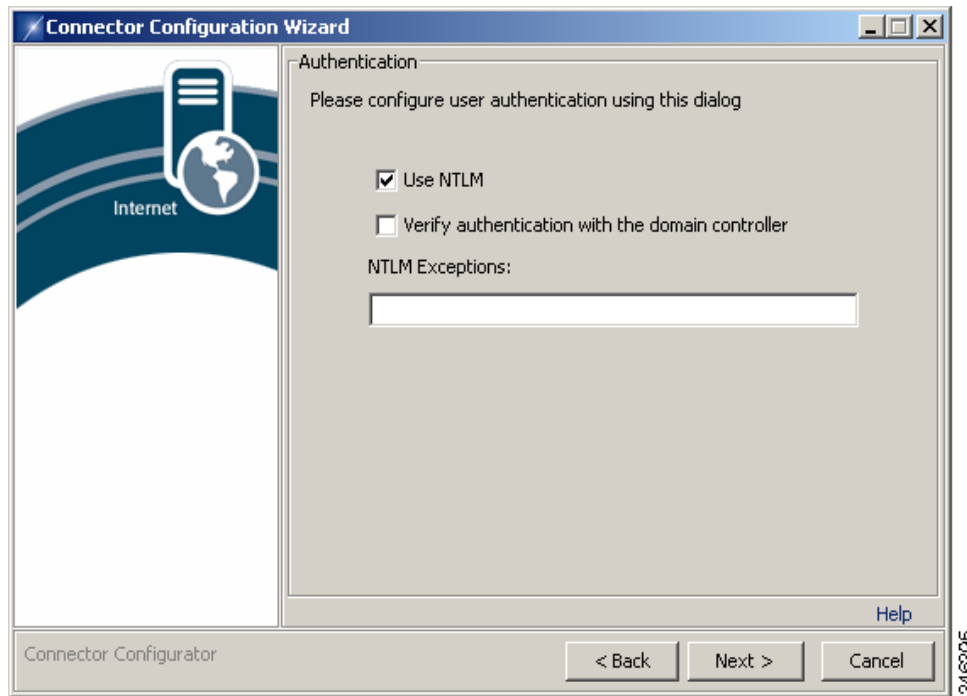 Connector Configuration Wizard
Authentication
Please configure user authentication using this dialog
Internet
Use NTLM
Verify authentication with the domain controller
NTLM Exceptions:
Help
Connector Configurator
< Back
Next >
Cancel